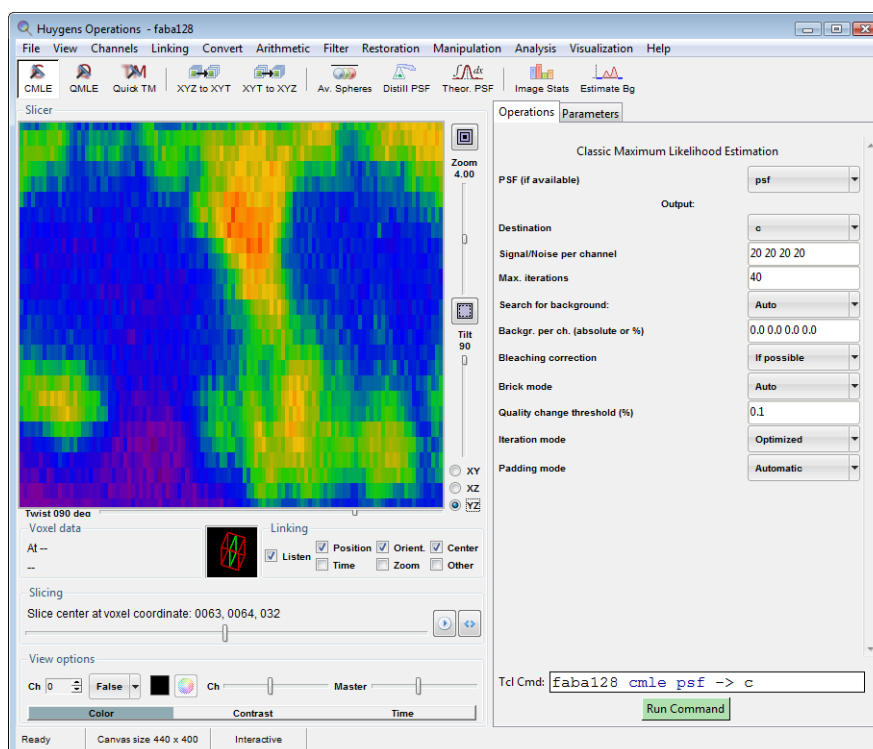 Huygens Operations - faba128
File View Channels Linking Convert Arithmetic Filter Restoration Manipulation Analysis Visualization Help
CMLE QMLE Quick TM XYZ to XYT XYT to XYZ Av. Spheres Distill PSF Theor. PSF Image Stats Estimate Bg
Slicer
Zoom
4.00
Tilt
90
XY
XZ
YZ
Twist 090 deg
Voxel data
At --
--
Linking
Listen
Position Orient. Center
Time Zoom Other
Slicing
Slice center at voxel coordinate: 0063, 0064, 032
View options
Ch 0 False Ch Master
Color Contrast Time
Ready Canvas size 440 x 400 Interactive
Operations Parameters
Classic Maximum Likelihood Estimation
PSF (if available) psf
Output:
Destination c
Signal/Noise per channel 20 20 20 20
Max. iterations 40
Search for background: Auto
Backgr. per ch. (absolute or %) 0.0 0.0 0.0 0.0
Bleaching correction If possible
Brick mode Auto
Quality change threshold (%) 0.1
Iteration mode Optimized
Padding mode Automatic
Tcl Cmd: faba128 cmle psf -> c
Run Command